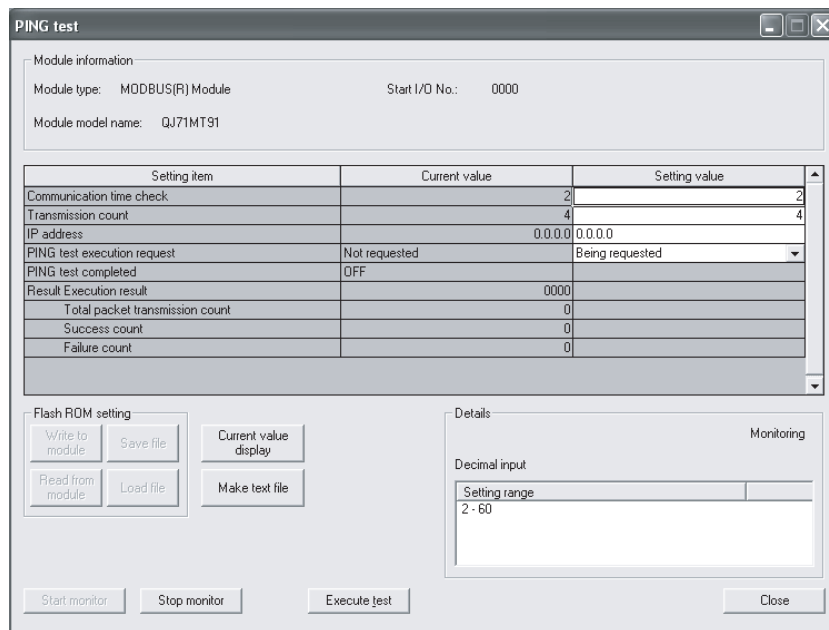 PING test
Module information
Module type: MODBUS(R) Module Start I/O No.: 0000
Module model name: QJ71MT91
Setting item Current value Setting value
Communication time check 2 2
Transmission count 4 4
IP address 0.0.0.0 0.0.0.0
PING test execution request Not requested Being requested
PING test completed OFF
Result Execution result 0000
Total packet transmission count 0
Success count 0
Failure count 0
Flash ROM setting
Write to module
Save file
Read from module
Load file
Current value display
Make text file
Details
Monitoring
Decimal input
Setting range
2 - 60
Start monitor Stop monitor Execute test Close